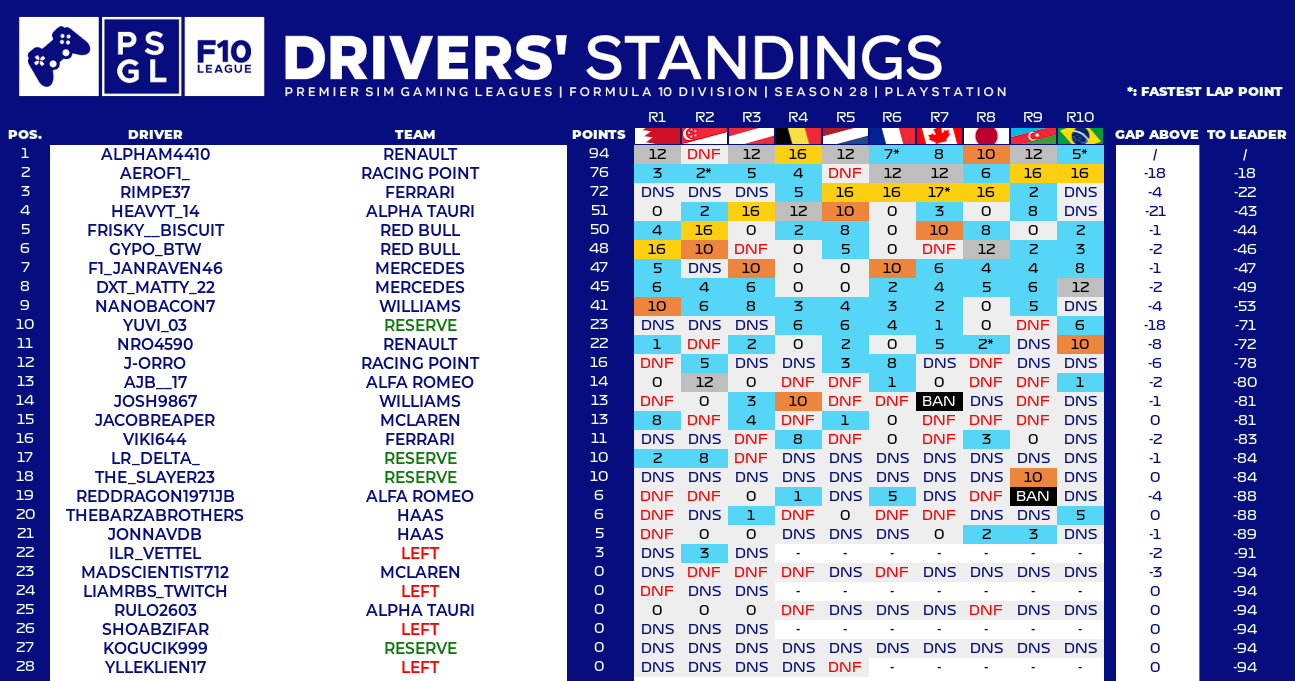 PS
GL
F10
LEAGUE
DRIVERS' STANDINGS
PREMIER SIM GAMING LEAGUES | FORMULA 10 DIVISION | SEASON 28 | PLAYSTATION
*: FASTEST LAP POINT
R1 R2 R3 R4 R5 R6 R7 R8 R9 R10
POS. DRIVER TEAM POINTS GAP ABOVE TO LEADER
1 ALPHAM4410 RENAULT 94 12 DNF 12 16 12 7* 8 10 12 5* / /
2 AEROF1_ RACING POINT 76 3 2* 5 4 DNF 12 12 6 16 16 -18 -18
3 RIMPE37 FERRARI 72 DNS DNS DNS 5 16 16 17* 16 2 DNS -4 -22
4 HEAVYT_14 ALPHA TAURI 51 0 2 16 12 10 0 3 0 8 DNS -21 -43
5 FRISKY__BISCUIT RED BULL 50 4 16 0 2 8 0 10 8 0 2 -1 -44
6 GYPO_BTW RED BULL 48 16 10 DNF 0 5 0 DNF 12 2 3 -2 -46
7 F1_JANRAVEN46 MERCEDES 47 5 DNS 10 0 0 10 6 4 4 8 -1 -47
8 DXT_MATTY_22 MERCEDES 45 6 4 6 0 0 2 4 5 6 12 -2 -49
9 NANOBACON7 WILLIAMS 41 10 6 8 3 4 3 2 0 5 DNS -4 -53
10 YUVI_03 RESERVE 23 DNS DNS DNS 6 6 4 1 0 DNF 6 -18 -71
11 NRO4590 RENAULT 22 1 DNF 2 0 2 0 5 2* DNS 10 -8 -72
12 J-ORRO RACING POINT 16 DNF 5 DNS DNS 3 8 DNS DNF DNS DNS -6 -78
13 AJB__17 ALFA ROMEO 14 0 12 0 DNF DNF 1 0 DNF DNF 1 -2 -80
14 JOSH9867 WILLIAMS 13 DNF 0 3 10 DNF DNF BAN DNS DNF DNS -1 -81
15 JACOBREAPER MCLAREN 13 8 DNF 4 DNF 1 0 DNF DNF DNF DNS 0 -81
16 VIKI644 FERRARI 11 DNS DNS DNF 8 DNF 0 DNF 3 0 DNS -2 -83
17 LR_DELTA_ RESERVE 10 2 8 DNF DNS DNS DNS DNS DNS DNS DNS -1 -84
18 THE_SLAYER23 RESERVE 10 DNS DNS DNS DNS DNS DNS DNS DNS 10 DNS 0 -84
19 REDDRAGON1971JB ALFA ROMEO 6 DNF DNF 0 1 DNS 5 DNS DNF BAN DNS -4 -88
20 THEBARZABROTHERS HAAS 6 DNF DNS 1 DNF 0 DNF DNF DNS DNS 5 0 -88
21 JONNAVDB HAAS 5 DNF 0 0 DNS DNS DNS 0 2 3 DNS -1 -89
22 ILR_VETTEL LEFT 3 DNS 3 DNS - - - - - - - -2 -91
23 MADSCIENTIST712 MCLAREN 0 DNS DNF DNF DNF DNS DNF DNS DNS DNS DNS -3 -94
24 LIAMRBS_TWITCH LEFT 0 DNF DNS DNS - - - - - - - 0 -94
25 RULO2603 ALPHA TAURI 0 0 0 0 DNF DNS DNS DNS DNF DNS DNS 0 -94
26 SHOABZIFAR LEFT 0 DNS DNS DNS - - - - - - - 0 -94
27 KOGUCIK999 RESERVE 0 DNS DNS DNS DNS DNS DNS DNS DNS DNS DNS 0 -94
28 YLLEKLIEN17 LEFT 0 DNS DNS DNS DNS DNF - - - - - 0 -94